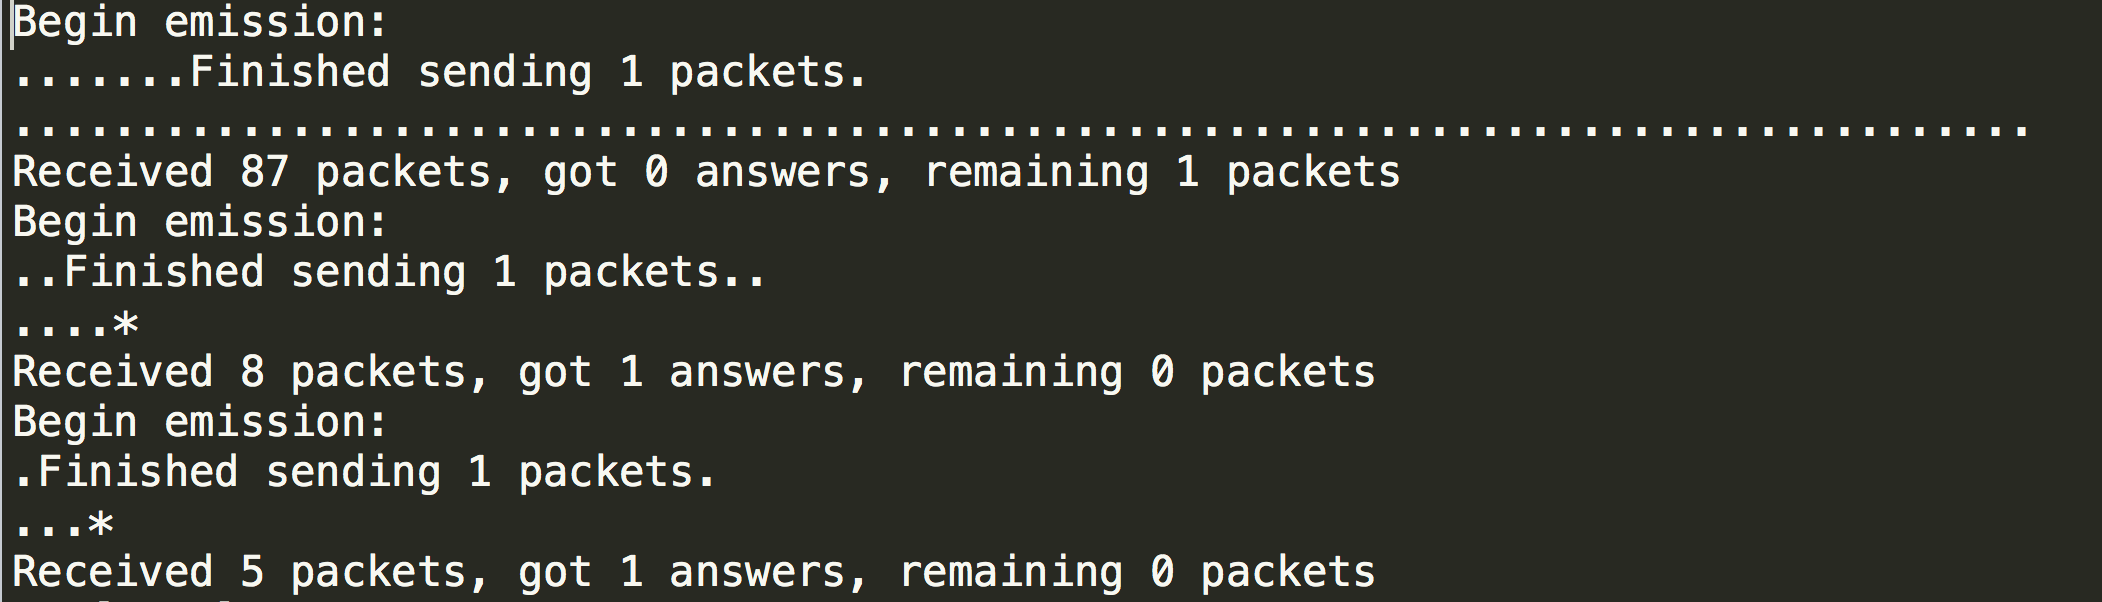 Begin emission:
.......Finished sending 1 packets.
................................................................................
Received 87 packets, got 0 answers, remaining 1 packets
Begin emission:
..Finished sending 1 packets..
....*
Received 8 packets, got 1 answers, remaining 0 packets
Begin emission:
.Finished sending 1 packets.
...*
Received 5 packets, got 1 answers, remaining 0 packets